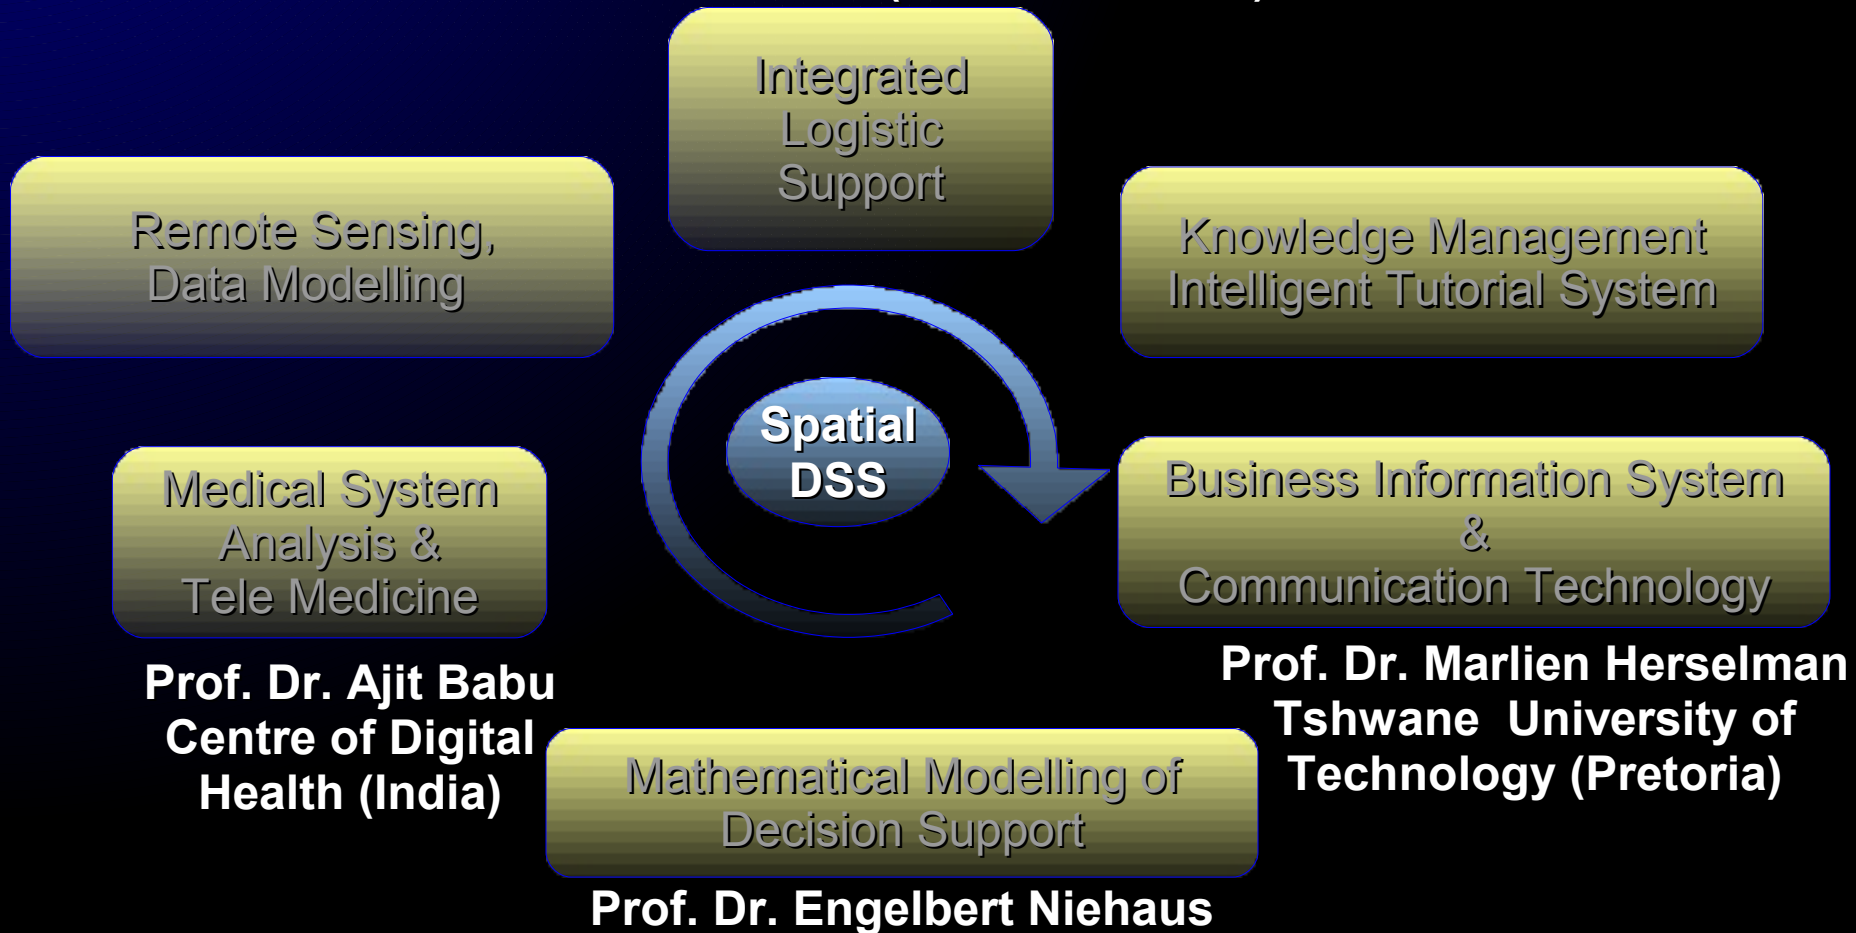 Integrated
Logistic
Support
Remote Sensing,
Data Modelling
Knowledge Management
Intelligent Tutorial System
Spatial
DSS
Medical System
Analysis &
Tele Medicine
Business Information System
&
Communication Technology
Prof. Dr. Ajit Babu
Centre of Digital
Health (India)
Prof. Dr. Marlien Herselman
Tshwane University of
Technology (Pretoria)
Mathematical Modelling of
Decision Support
Prof. Dr. Engelbert Niehaus